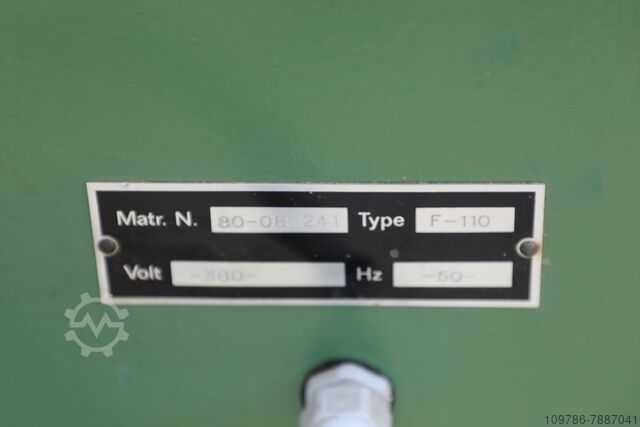 Matr. N. 80-08-241 Type F-110
Volt -380- Hz -50-
109786-7887041